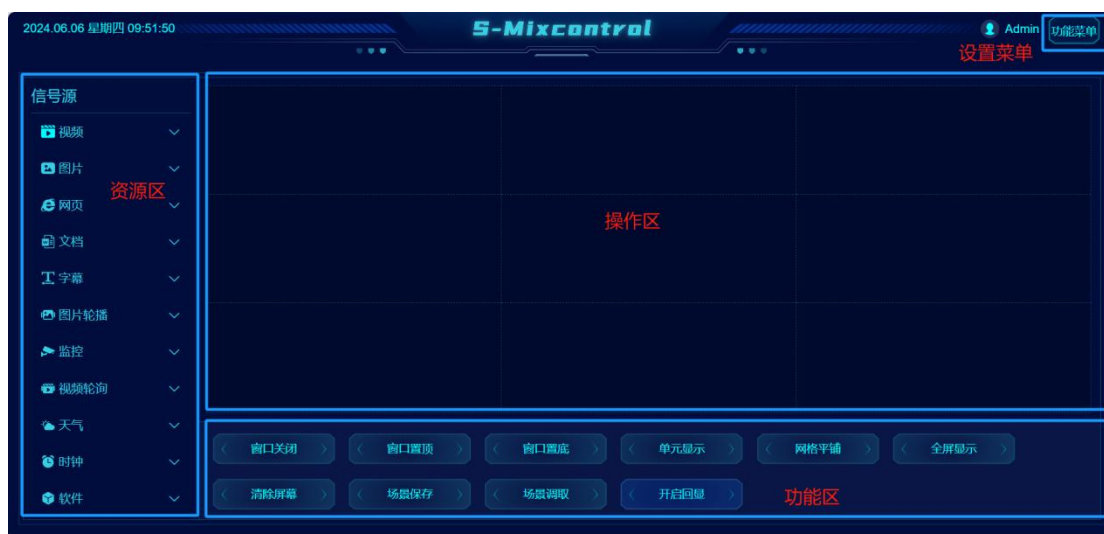 2024.06.06 星期四 09:51:50
S-Mixcontrol
Admin
功能菜单
设置菜单
信号源
视频
图片
资源区
网页
文档
字幕
图片轮播
监控
视频轮询
天气
时钟
软件
操作区
窗口关闭
窗口置顶
窗口置底
单元显示
网格平铺
全屏显示
清除屏幕
场景保存
场景调取
开启回显
功能区